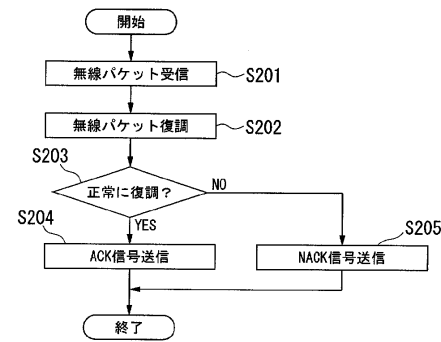 開始
無線パケット受信
S201
無線パケット復調
S202
S203
正常に復調?
NO
YES
S204
ACK信号送信
S205
NACK信号送信
終了